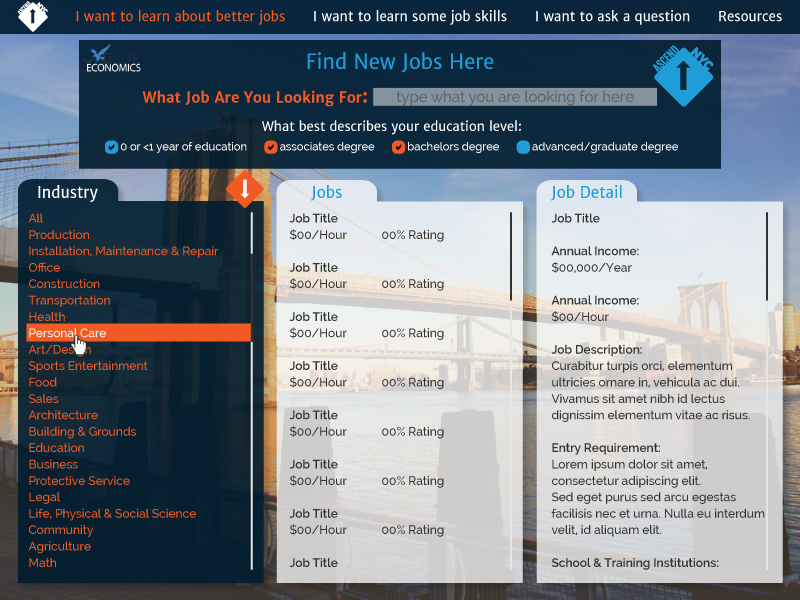 I want to learn about better jobs
I want to learn some job skills
I want to ask a question
Resources
ECONOMICS
Find New Jobs Here
ASCEND NYC
What Job Are You Looking For:
type what you are looking for here
What best describes your education level:
0 or <1 year of education
associates degree
bachelors degree
advanced/graduate degree
Industry
All
Production
Installation, Maintenance & Repair
Office
Construction
Transportation
Health
Personal Care
Art/Design
Sports Entertainment
Food
Sales
Architecture
Building & Grounds
Education
Business
Protective Service
Legal
Life, Physical & Social Science
Community
Agriculture
Math
Jobs
Job Title
$00/Hour 00% Rating
Job Title
$00/Hour 00% Rating
Job Title
$00/Hour 00% Rating
Job Title
$00/Hour 00% Rating
Job Title
$00/Hour 00% Rating
Job Title
$00/Hour 00% Rating
Job Title
$00/Hour 00% Rating
Job Title
Job Detail
Job Title
Annual Income:
$00,000/Year
Annual Income:
$00/Hour
Job Description:
Curabitur turpis orci, elementum
ultricies ornare in, vehicula ac dui.
Vivamus sit amet nibh id lectus
dignissim elementum vitae ac risus.
Entry Requirement:
Lorem ipsum dolor sit amet,
consectetur adipiscing elit.
Sed eget purus sed arcu egestas
facilisis nec et urna. Nulla eu interdum
velit, id aliquam elit.
School & Training Institutions: